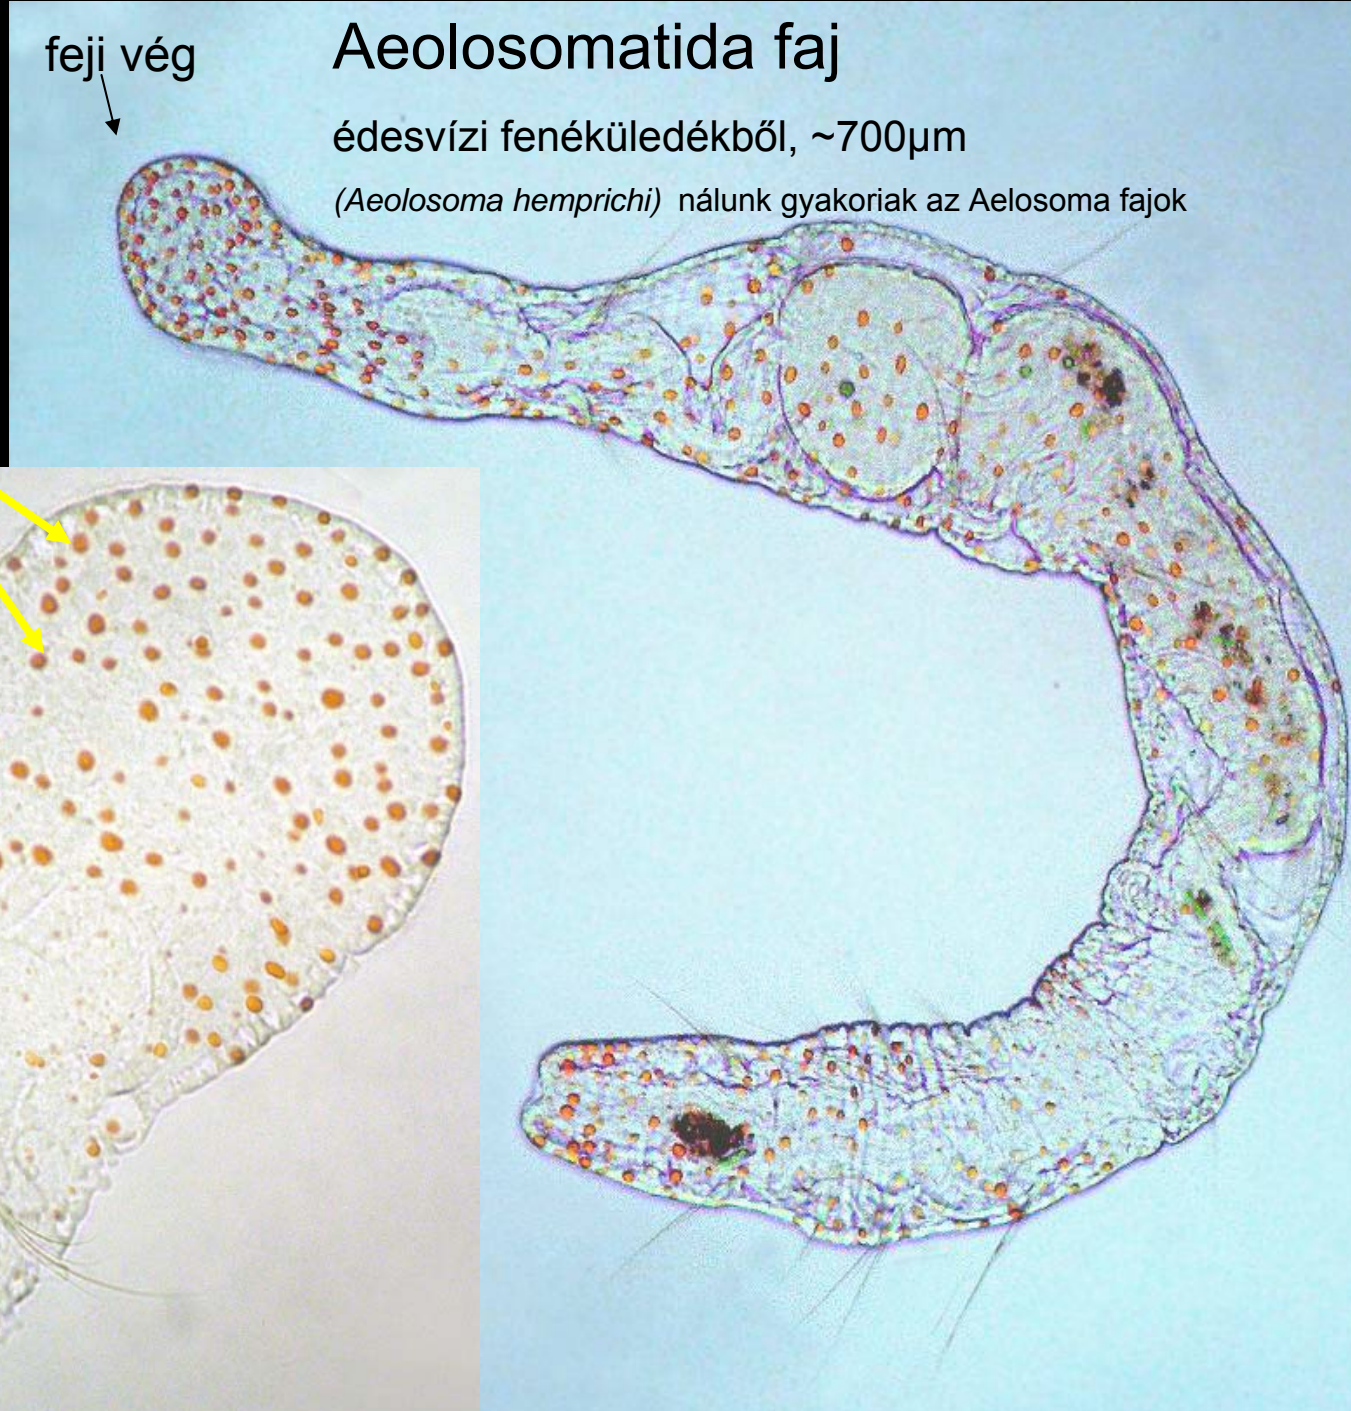 feji vég
Aeolosomatida faj
édesvízi fenéküledékből, ~700µm
(Aeolosoma hemprichi) nálunk gyakoriak az Aelosoma fajok